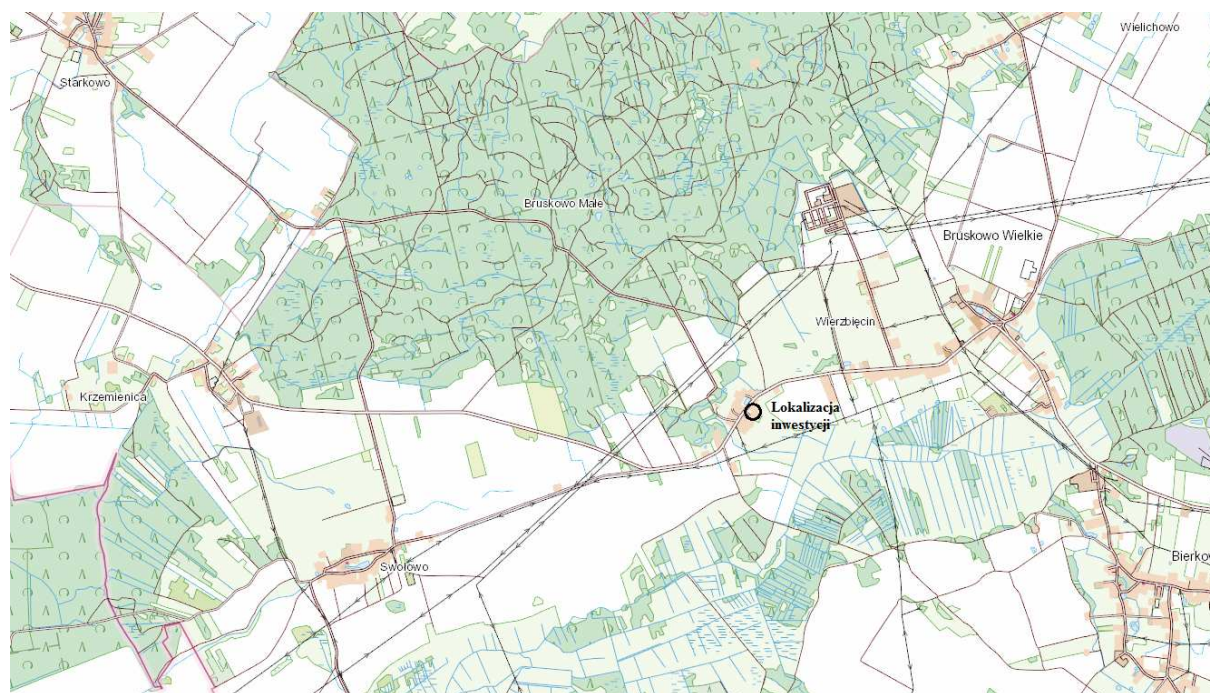 Wielichowo
Starkowo
Bruskowo Małe
Bruskowo Wielkie
Wierzbięcin
Krzemienica
Lokalizacja
inwestycji
Swołowo
Bierkow